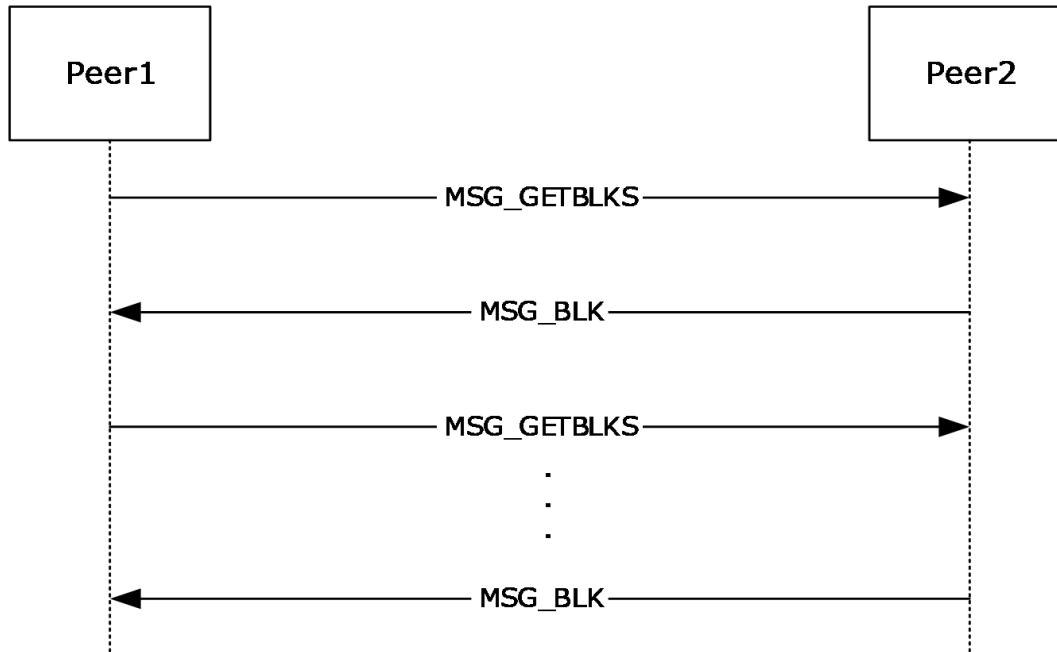 Peer1
Peer2
MSG_GETBLKS
MSG_BLK
MSG_GETBLKS
.
.
.
MSG_BLK